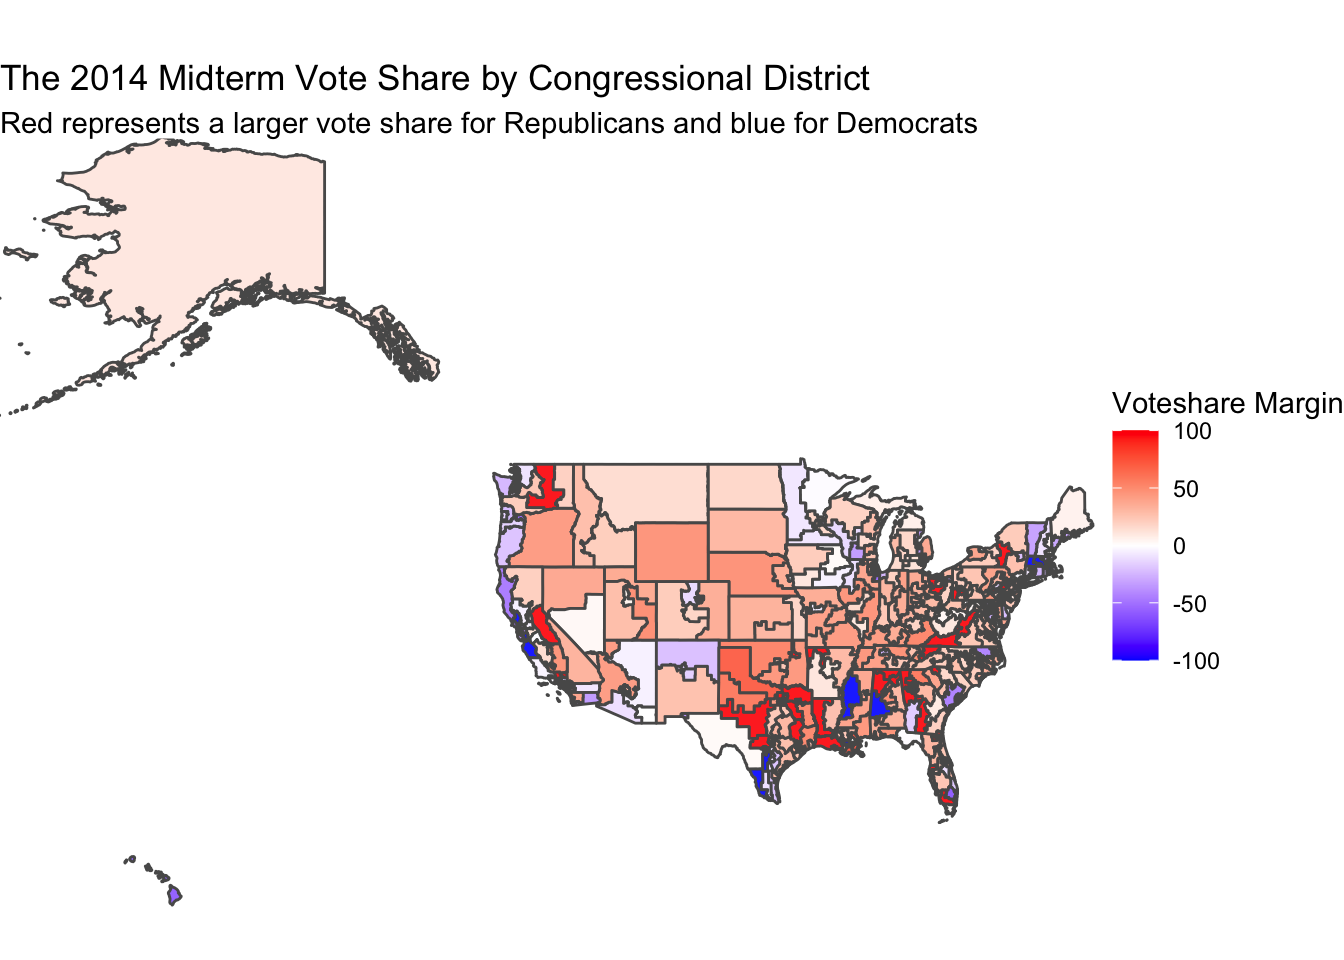 The 2014 Midterm Vote Share by Congressional District
Red represents a larger vote share for Republicans and blue for Democrats
Voteshare Margin
100
50
0
-50
-100